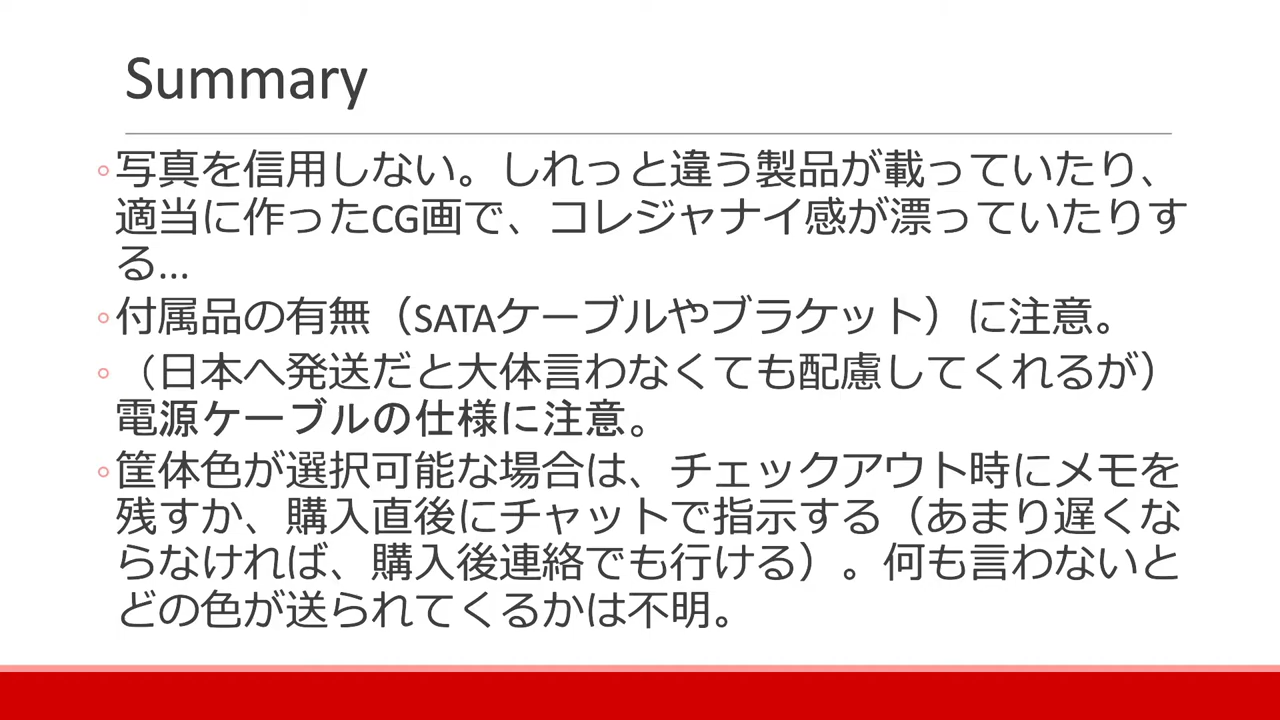 Summary
◦写真を信用しない。しれっと違う製品が載っていたり、
適当に作ったCG画で、コレジャナイ感が漂っていたりす
る…
◦付属品の有無（SATAケーブルやブラケット）に注意。
◦（日本へ発送だと大体言わなくても配慮してくれるが）
電源ケーブルの仕様に注意。
◦筐体色が選択可能な場合は、チェックアウト時にメモを
残すか、購入直後にチャットで指示する（あまり遅くな
らなければ、購入後連絡でも行ける）。何も言わないと
どの色が送られてくるかは不明。